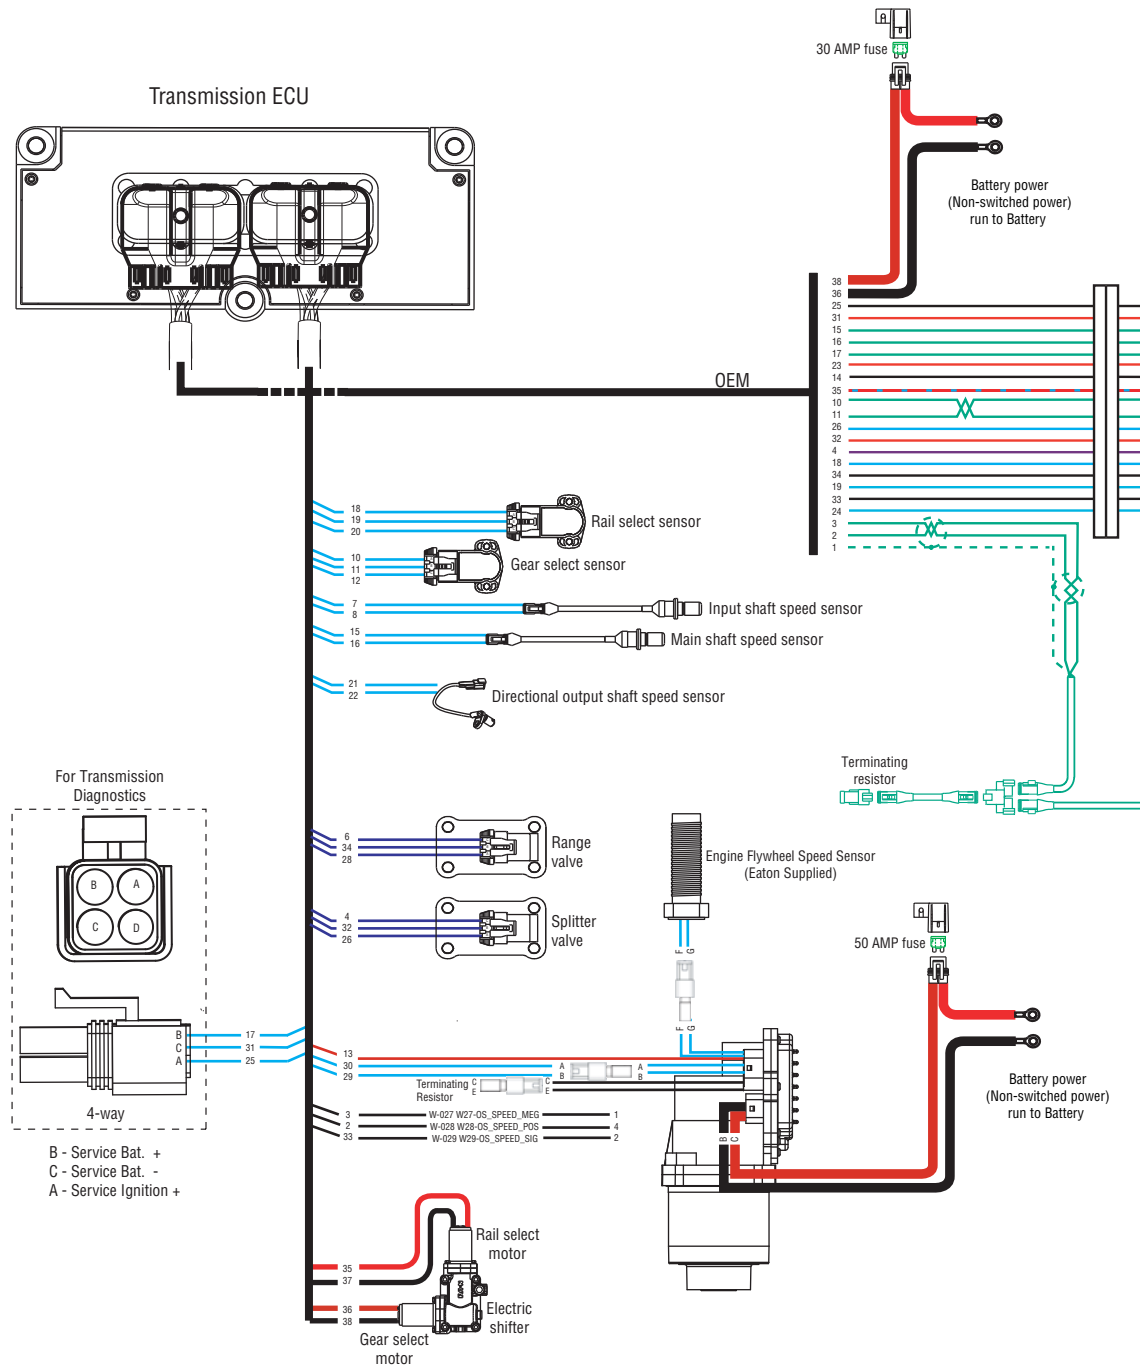 30 AMP fuse
Transmission ECU
Battery power
(Non-switched power)
run to Battery
38
36
25
31
15
16
17
23
14
35
10
11
26
32
4
18
34
19
33
24
3
2
1
OEM
18
19
20
Rail select sensor
10
11
12
Gear select sensor
7
8
Input shaft speed sensor
15
16
Main shaft speed sensor
21
22
Directional output shaft speed sensor
Terminating
resistor
For Transmission
Diagnostics
B
A
C
D
6
34
28
Range
valve
4
32
26
Splitter
valve
Engine Flywheel Speed Sensor
(Eaton Supplied)
F
G
F
G
50 AMP fuse
Battery power
(Non-switched power)
run to Battery
B
C
A
17
31
25
4-way
B - Service Bat. +
C - Service Bat. -
A - Service Ignition +
13
30
29
A
B
A
B
Terminating
Resistor
C
E
C
E
B
C
3 W-027 W27-OS_SPEED_MEG 1
2 W-028 W28-OS_SPEED_POS 4
33 W-029 W29-OS_SPEED_SIG 2
Rail select
motor
35
37
36
38
Electric
shifter
Gear select
motor